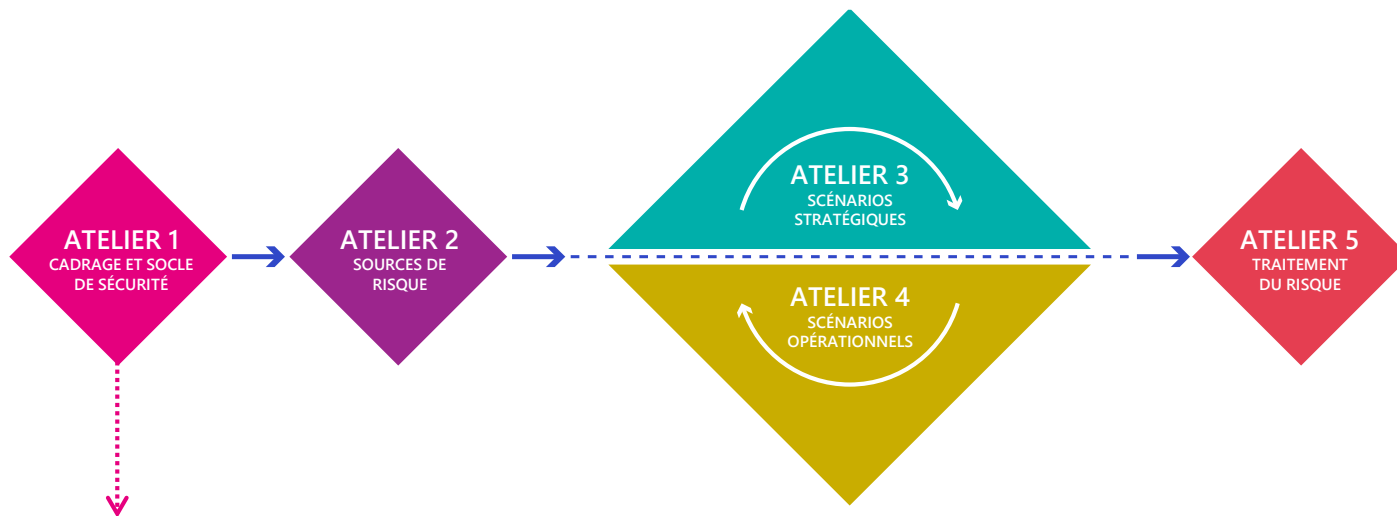 ATELIER 1
CADRAGE ET SOCLE
DE SÉCURITÉ
ATELIER 2
SOURCES DE
RISQUE
ATELIER 3
SCÉNARIOS
STRATÉGIQUES
ATELIER 4
SCÉNARIOS
OPÉRATIONNELS
ATELIER 5
TRAITEMENT
DU RISQUE